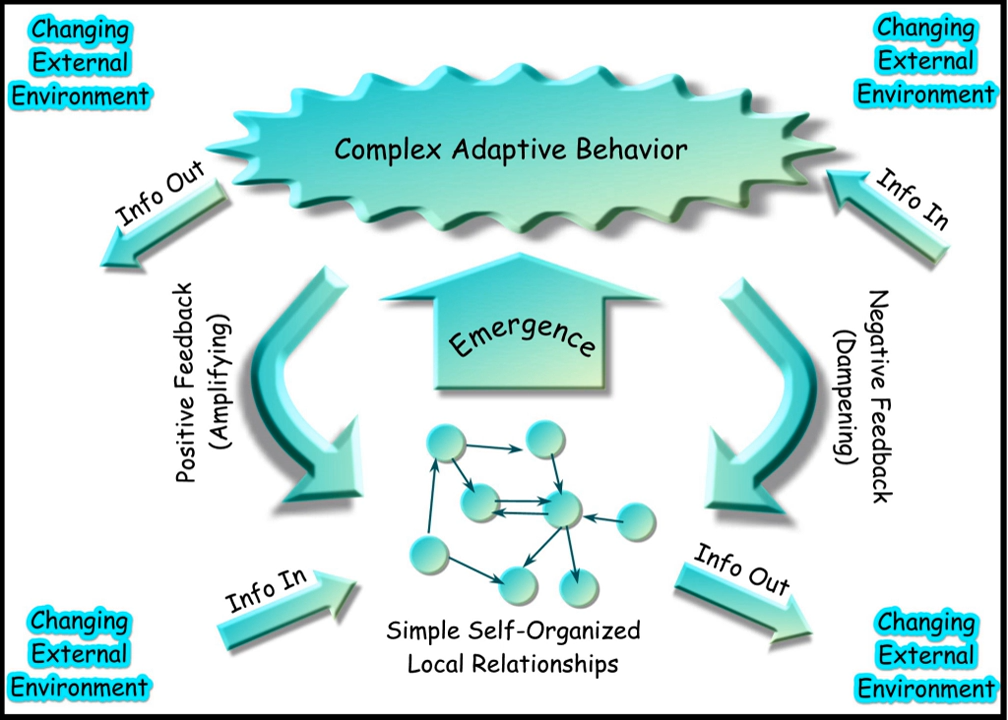 Changing
External
Environment
Changing
External
Environment
Complex Adaptive Behavior
Info Out
Info In
Emergence
Positive Feedback
(Amplifying)
Negative Feedback
(Dampening)
Info In
Info Out
Simple Self-Organized
Local Relationships
Changing
External
Environment
Changing
External
Environment